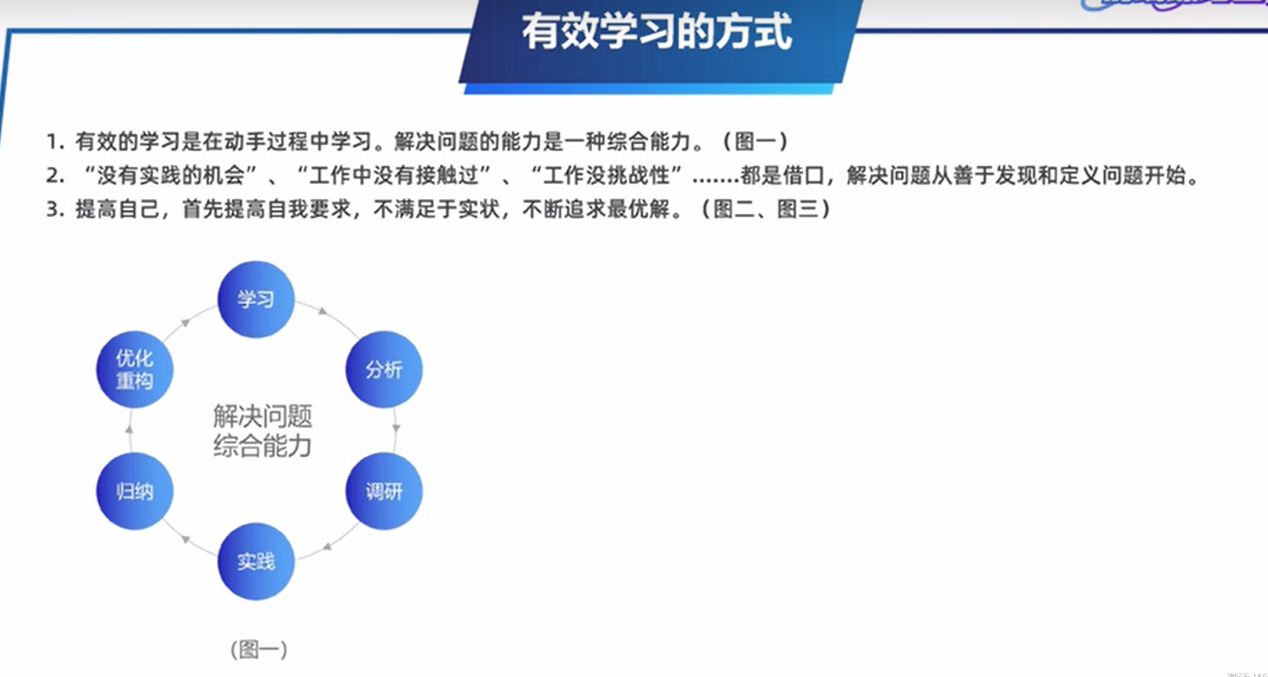 有效学习的方式
1. 有效的学习是在动手过程中学习。解决问题的能力是一种综合能力。（图一）
2. “没有实践的机会”、“工作中没有接触过”、“工作没挑战性”.......都是借口，解决问题从善于发现和定义问题开始。
3. 提高自己，首先提高自我要求，不满足于实状，不断追求最优解。（图二、图三）
学习
优化
重构
分析
解决问题
综合能力
归纳
调研
实践
（图一）